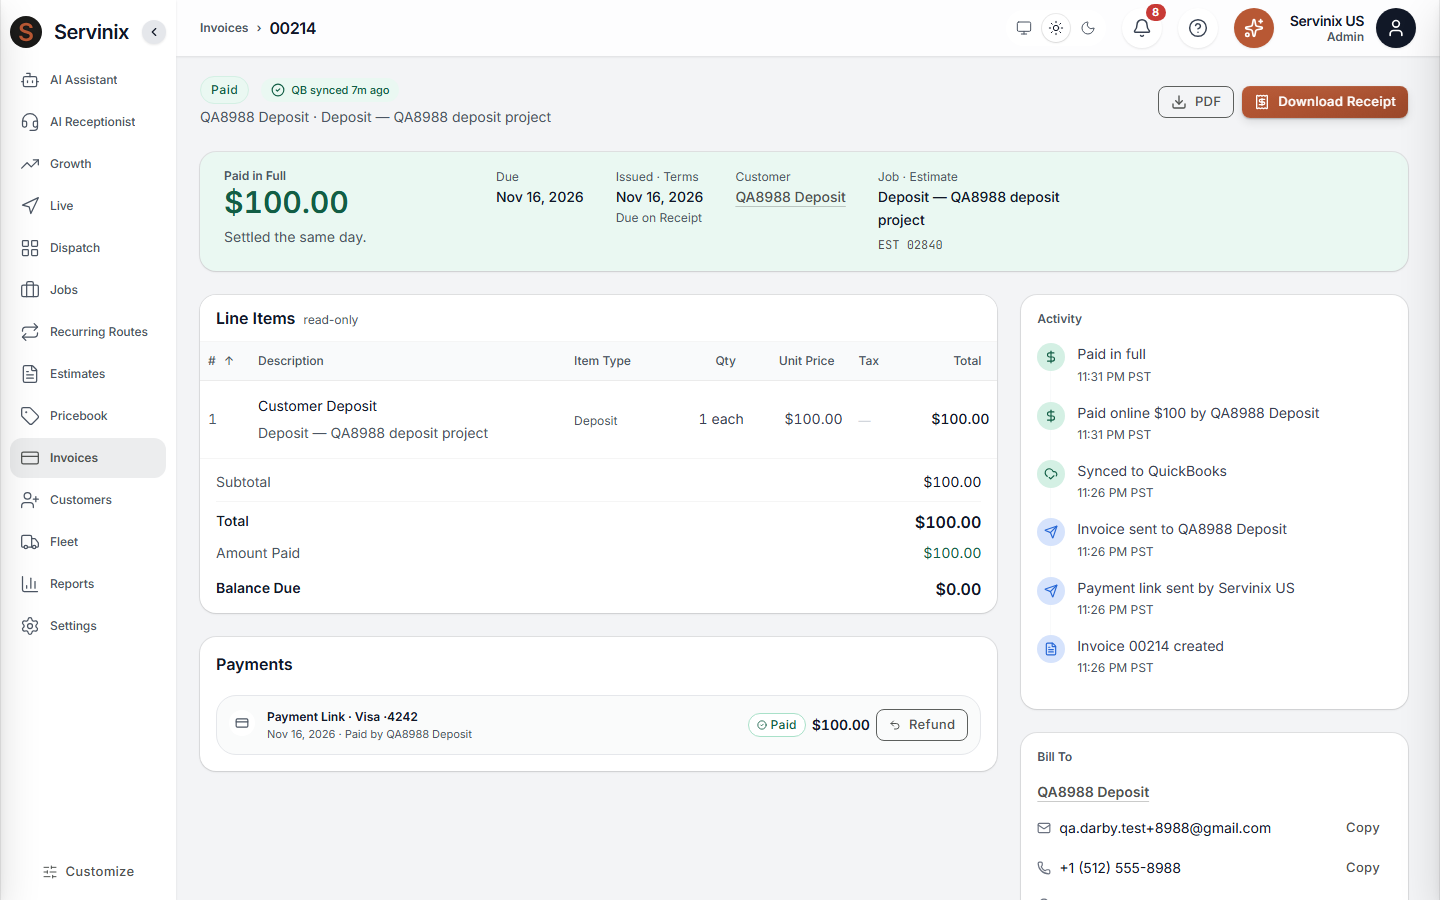 S Servinix
AI Assistant
AI Receptionist
Growth
Live
Dispatch
Jobs
Recurring Routes
Estimates
Pricebook
Invoices
Customers
Fleet
Reports
Settings
Customize
Invoices › 00214
8
Servinix US
Admin
Paid
QB synced 7m ago
QA8988 Deposit · Deposit — QA8988 deposit project
PDF
Download Receipt
Paid in Full
$100.00
Settled the same day.
Due
Nov 16, 2026
Issued · Terms
Nov 16, 2026
Due on Receipt
Customer
QA8988 Deposit
Job · Estimate
Deposit — QA8988 deposit
project
EST 02840
Line Items read-only
# ↑ Description Item Type Qty Unit Price Tax Total
1 Customer Deposit Deposit 1 each $100.00 — $100.00
Deposit — QA8988 deposit project
Subtotal $100.00
Total $100.00
Amount Paid $100.00
Balance Due $0.00
Payments
Payment Link · Visa ·4242
Nov 16, 2026 · Paid by QA8988 Deposit
Paid $100.00 Refund
Activity
Paid in full
11:31 PM PST
Paid online $100 by QA8988 Deposit
11:31 PM PST
Synced to QuickBooks
11:26 PM PST
Invoice sent to QA8988 Deposit
11:26 PM PST
Payment link sent by Servinix US
11:26 PM PST
Invoice 00214 created
11:26 PM PST
Bill To
QA8988 Deposit
qa.darby.test+8988@gmail.com Copy
+1 (512) 555-8988 Copy